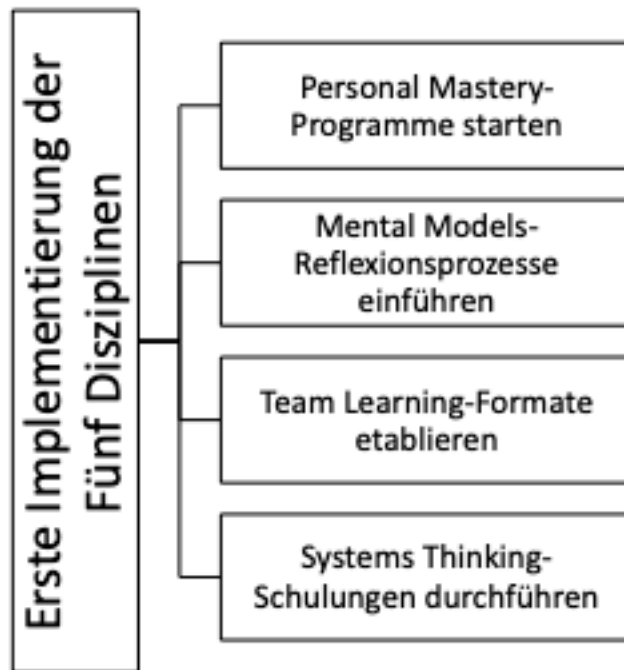 Erste Implementierung der
Fünf Disziplinen
Personal Mastery-
Programme starten
Mental Models-
Reflexionsprozesse
einführen
Team Learning-Formate
etablieren
Systems Thinking-
Schulungen durchführen